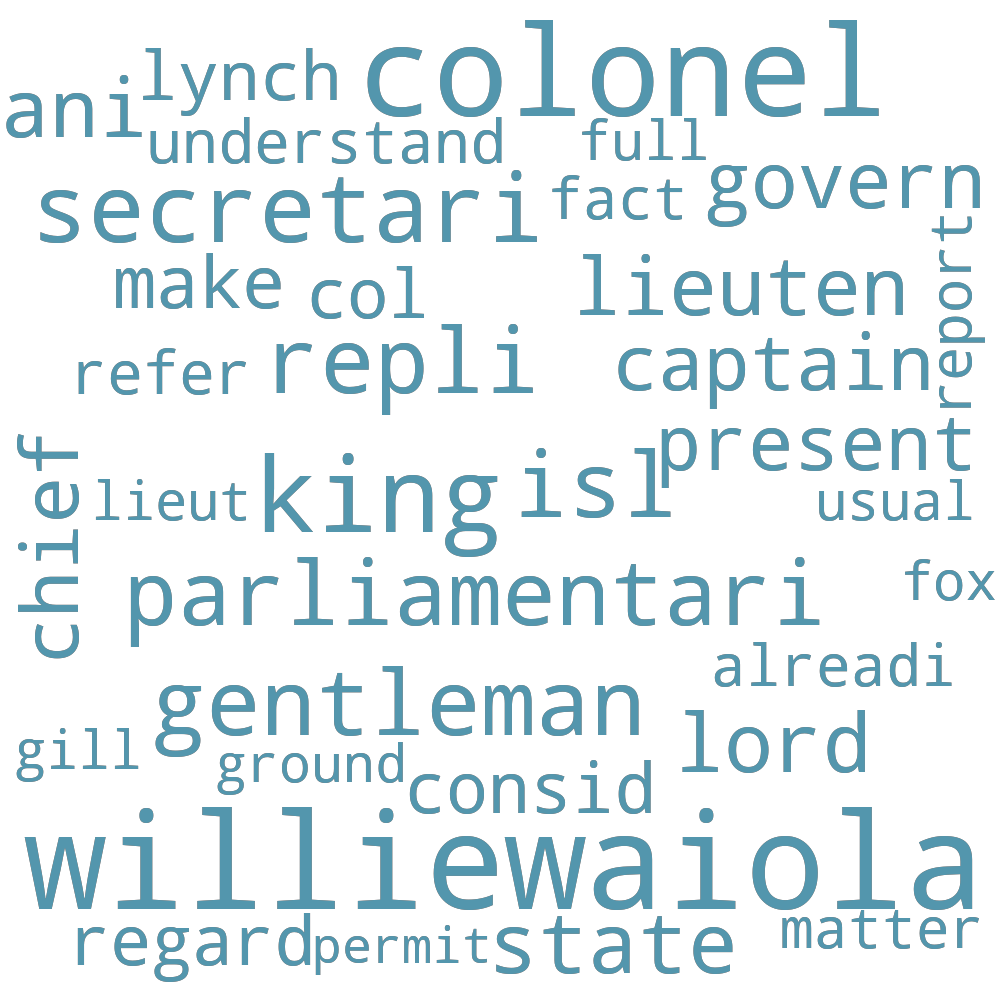 colonel
lynch
ani
understand
full
secretari
fact
govern
report
make
col
lieuten
refer
repli
captain
present
chief
lieut
king
isl
usual
parliamentari
fox
alreadi
gentleman
lord
gill
ground
consid
williewaiola
regard
permit
state
matter